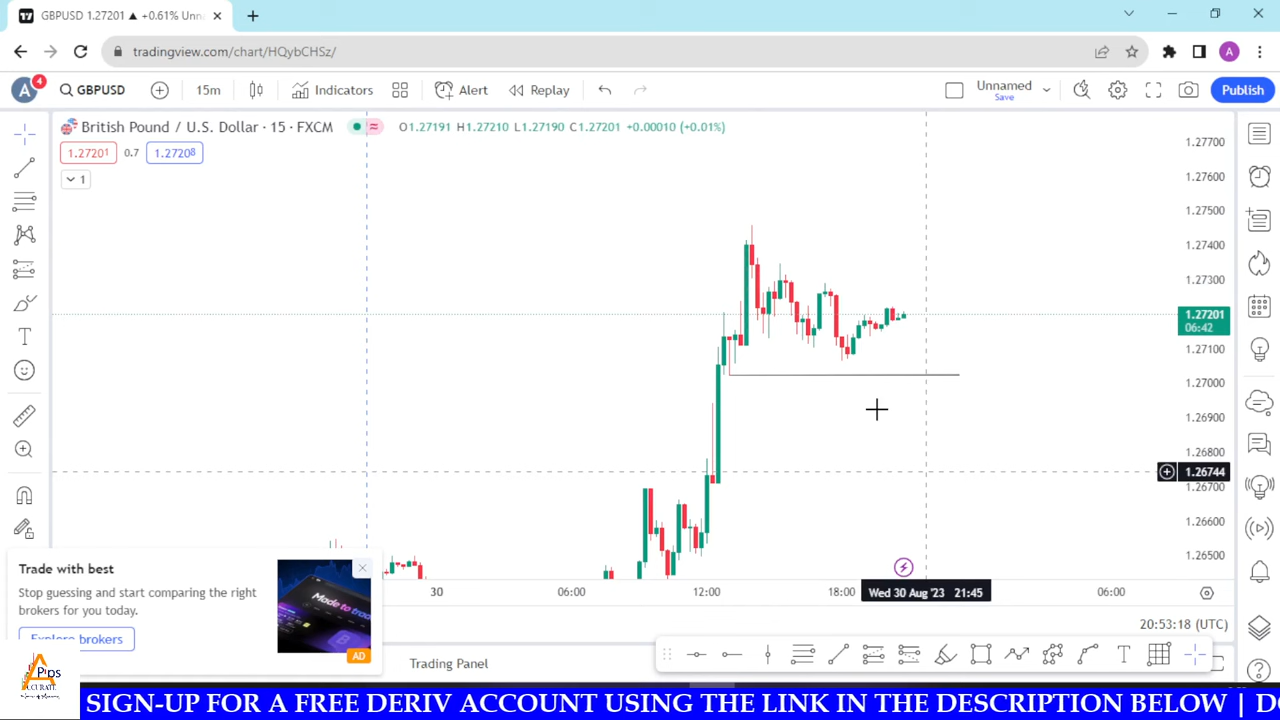 GBPUSD 1.27201 ▲ +0.61% Unna
tradingview.com/chart/HQybCHSz/
A
A
4
GBPUSD
15m
Indicators
Alert
Replay
Unnamed
Save
Publish
British Pound / U.S. Dollar · 15 · FXCM
O1.27191 H1.27210 L1.27190 C1.27201 +0.00010 (+0.01%)
1.27201
0.7
1.27208
1
1.27700
1.27600
1.27500
1.27400
1.27300
1.27201
06:42
1.27100
1.27000
1.26900
1.26800
1.26744
1.26700
1.26600
1.26500
Trade with best
Stop guessing and start comparing the right
brokers for you today.
Explore brokers
AD
30
06:00
12:00
18:00
Wed 30 Aug '23 21:45
06:00
20:53:18 (UTC)
Trading Panel
Pips
ACCURATE
SIGN-UP FOR A FREE DERIV ACCOUNT USING THE LINK IN THE DESCRIPTION BELOW | D